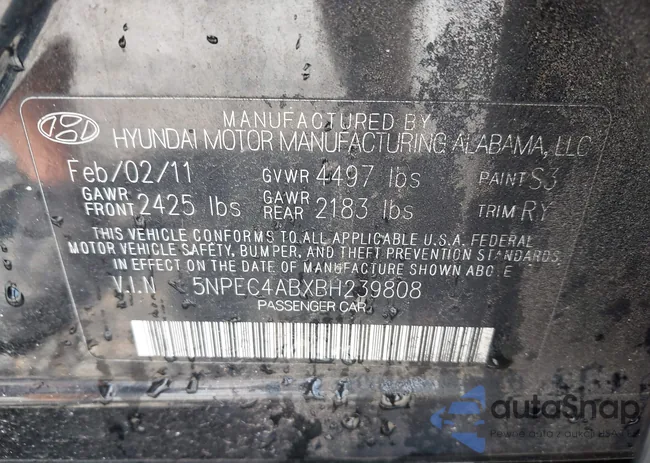 MANUFACTURED BY
HYUNDAI MOTOR MANUFACTURING ALABAMA, LLC
Feb/02/11 GVWR 4497 lbs PAINT S3
GAWR FRONT 2425 lbs GAWR REAR 2183 lbs TRIM RY
THIS VEHICLE CONFORMS TO ALL APPLICABLE U.S.A. FEDERAL
MOTOR VEHICLE SAFETY, BUMPER, AND THEFT PREVENTION STANDARDS
IN EFFECT ON THE DATE OF MANUFACTURE SHOWN AB E
V.I.N 5NPEC4ABXBH239808
PASSENGER CAR
autoShap